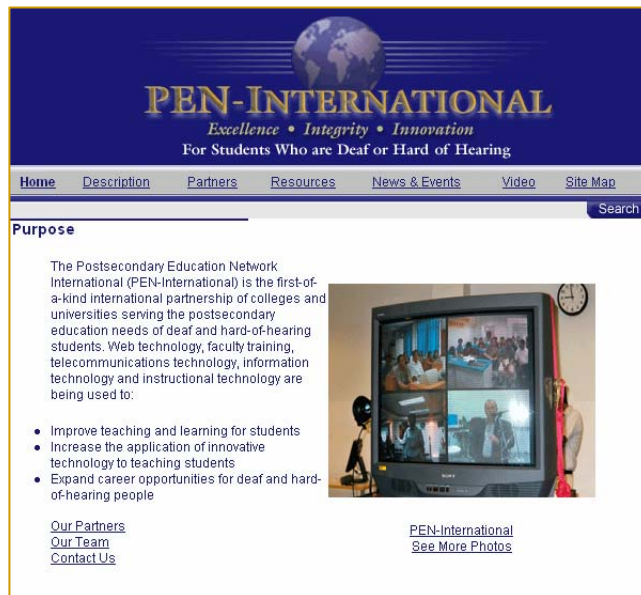 PEN-INTERNATIONAL
Excellence • Integrity • Innovation
For Students Who are Deaf or Hard of Hearing
Home Description Partners Resources News & Events Video Site Map
Search
Purpose
The Postsecondary Education Network
International (PEN-International) is the first-of-
a-kind international partnership of colleges and
universities serving the postsecondary
education needs of deaf and hard-of-hearing
students. Web technology, faculty training,
telecommunications technology, information
technology and instructional technology are
being used to:
● Improve teaching and learning for students
● Increase the application of innovative
technology to teaching students
● Expand career opportunities for deaf and hard-
of-hearing people
Our Partners
Our Team
Contact Us
SONY
PEN-International
See More Photos